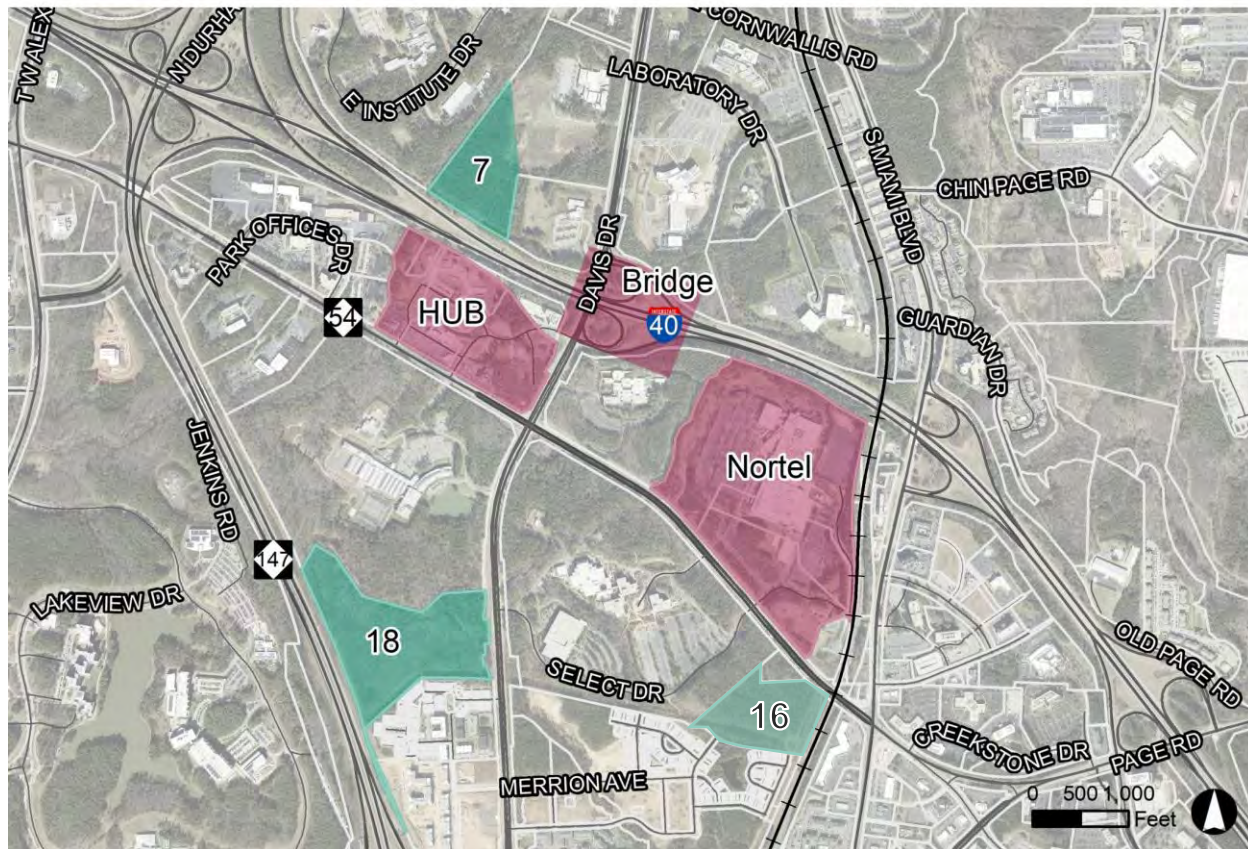 T W ALEX
N DURHA
E INSTITUTE DR
CORNWALLIS RD
LABORATORY DR
S MIAMI BLVD
CHIN PAGE RD
7
PARK OFFICES DR
DAVIS DR
Bridge
HUB
54
40
GUARDIAN DR
Nortel
JENKINS RD
147
LAKEVIEW DR
18
SELECT DR
16
OLD PAGE RD
CREEKSTONE DR
PAGE RD
MERRION AVE
0 500 1,000
Feet